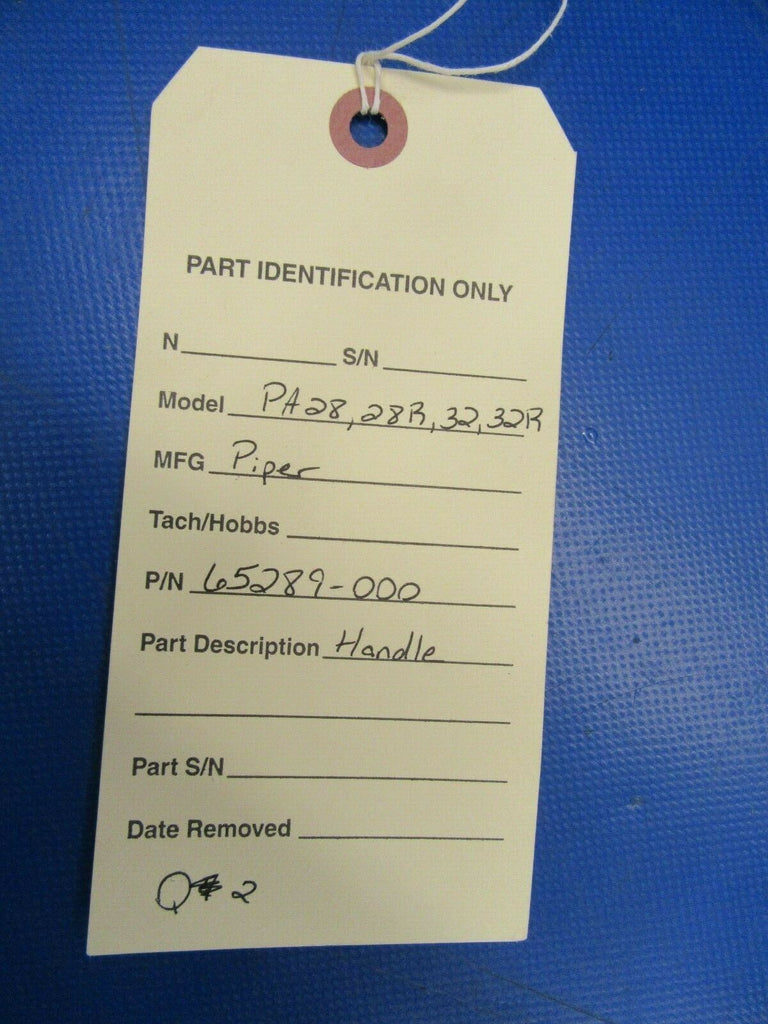 PART IDENTIFICATION ONLY
N S/N
Model PA28, 28R, 32, 32R
MFG Piper
Tach/Hobbs
P/N 65289-000
Part Description Handle
Part S/N
Date Removed
Q 2